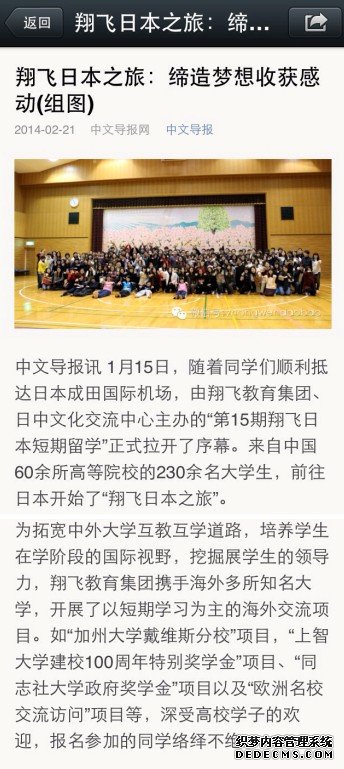 返回
翔飞日本之旅：缔...
翔飞日本之旅：缔造梦想收获感
动(组图)
2014-02-21 中文导报网 中文导报
中文导报讯 1月15日，随着同学们顺利抵
达日本成田国际机场，由翔飞教育集团、
日中文化交流中心主办的“第15期翔飞日
本短期留学”正式拉开了序幕。来自中国
60余所高等院校的230余名大学生，前往
日本开始了“翔飞日本之旅”。
为拓宽中外大学互教互学道路，培养学生
在学阶段的国际视野，挖掘展学生的领导
力，翔飞教育集团携手海外多所知名大
学，开展了以短期学习为主的海外交流项
目。如“加州大学戴维斯分校”项目，“上智
大学建校100周年特别奖学金”项目、“同
志社大学政府奖学金”项目以及“欧洲名校
交流访问”项目等，深受高校学子的欢
迎，报名参加的同学络绎不绝
织梦内容管理系统
DEDECMS.COM